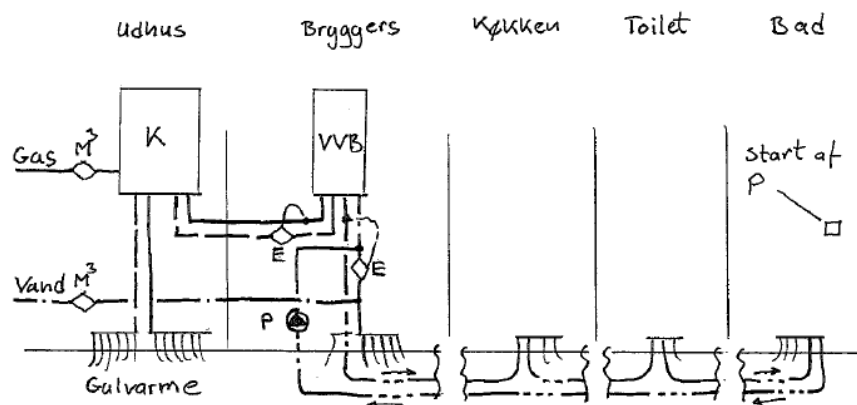 Udhus Bryggers Køkken Toilet Bad
K VVB
M³
Gas
start af
P
E
E
M³
Vand
P
Gulvarme